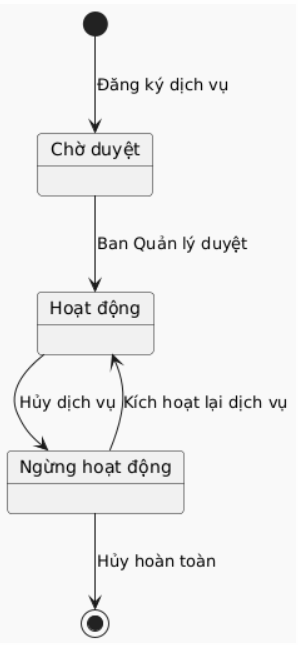 Đăng ký dịch vụ
Chờ duyệt
Ban Quản lý duyệt
Hoạt động
Hủy dịch vụ
Kích hoạt lại dịch vụ
Ngừng hoạt động
Hủy hoàn toàn